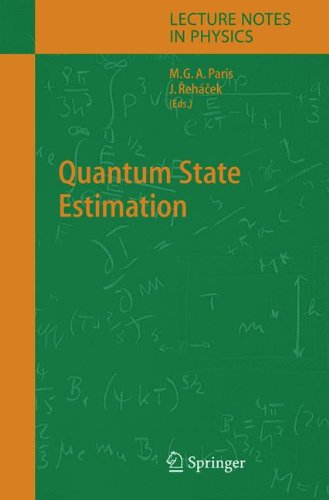 LECTURE NOTES
IN PHYSICS
M. G. A. Paris
J. Řeháček
(Eds.)
Quantum State
Estimation
Springer